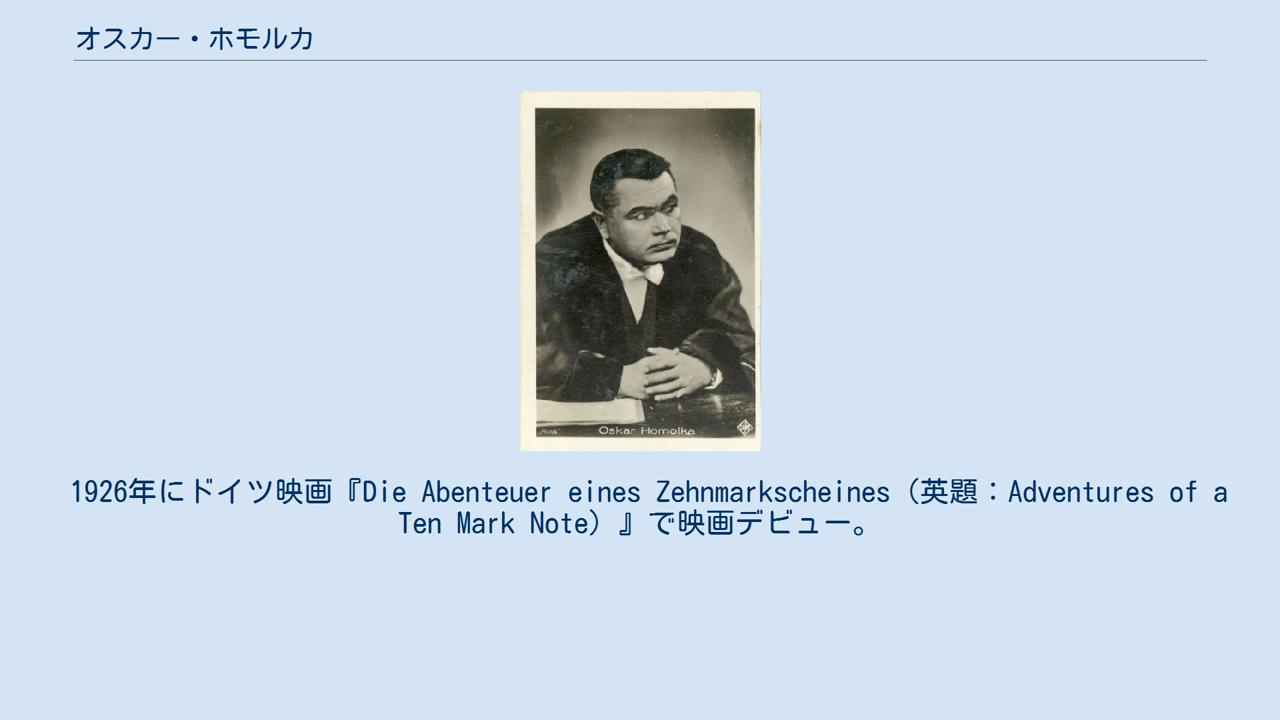 オスカー・ホモルカ
Oskar Homolka
1926年にドイツ映画『Die Abenteuer eines Zehnmarkscheines（英題：Adventures of a
Ten Mark Note）』で映画デビュー。